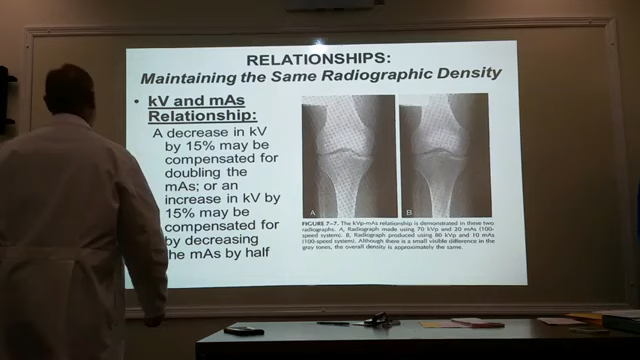 RELATIONSHIPS:
Maintaining the Same Radiographic Density
• kV and mAs
Relationship:
A decrease in kV
by 15% may be
compensated for
doubling the
mAs; or an
increase in kV by
15% may be
compensated for
by decreasing
the mAs by half
A
B
FIGURE 7-7. The kVp-mAs relationship is demonstrated in these two
radiographs. A, Radiograph made using 70 kVp and 20 mAs (100-
speed system). B, Radiograph produced using 80 kVp and 10 mAs
(100-speed system). Although there is a small visible difference in the
gray tones, the overall density is approximately the same.